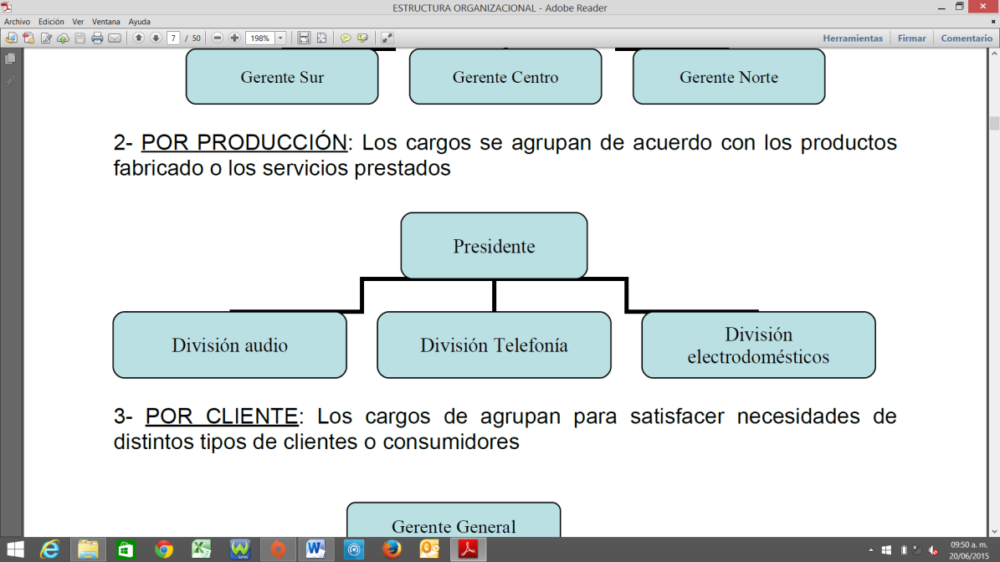 ESTRUCTURA ORGANIZACIONAL - Adobe Reader
Archivo Edición Ver Ventana Ayuda
7 / 50 198% Herramientas Firmar Comentario
Gerente Sur Gerente Centro Gerente Norte
2- POR PRODUCCIÓN: Los cargos se agrupan de acuerdo con los productos
fabricado o los servicios prestados
Presidente
División audio División Telefonía División
electrodomésticos
3- POR CLIENTE: Los cargos de agrupan para satisfacer necesidades de
distintos tipos de clientes o consumidores
Gerente General
09:50 a. m.
20/06/2015